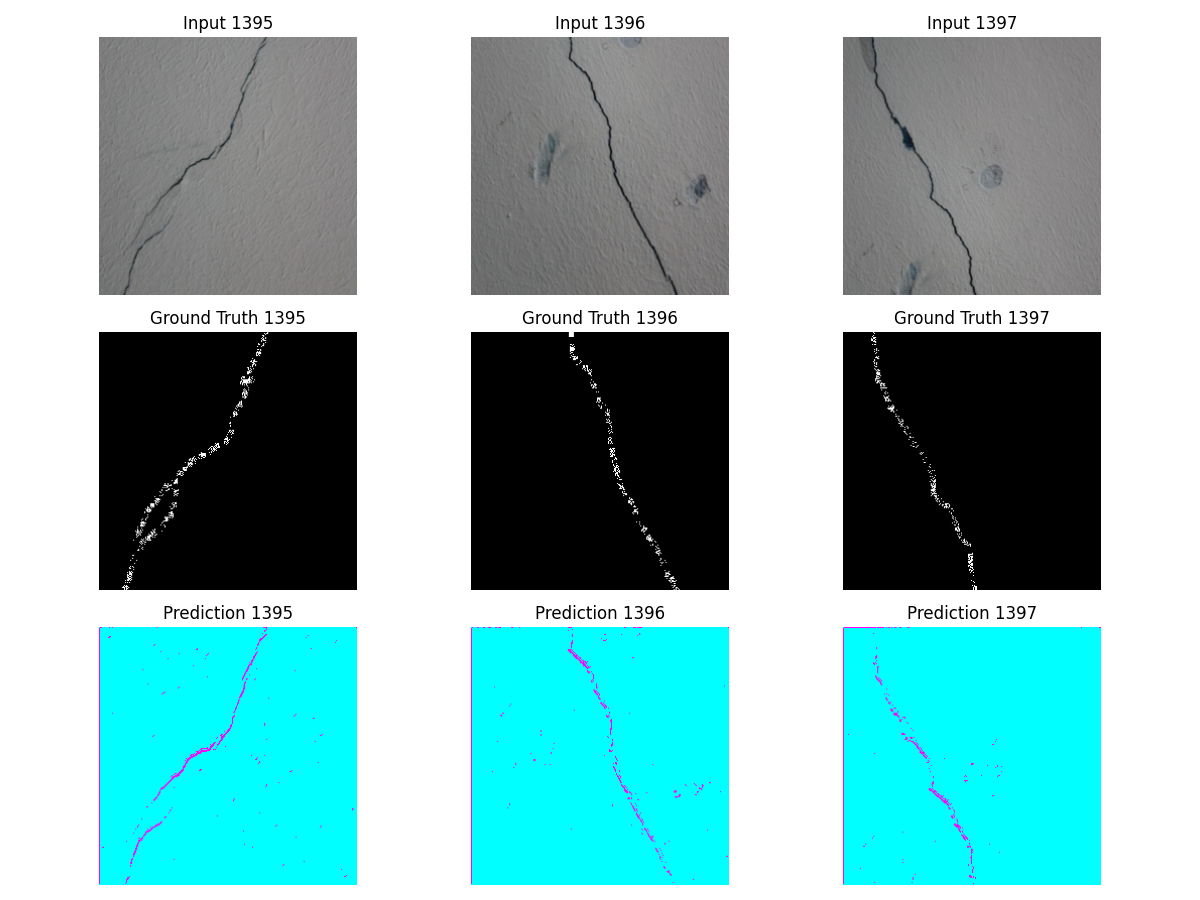 Input 1395
Input 1396
Input 1397
Ground Truth 1395
Ground Truth 1396
Ground Truth 1397
Prediction 1395
Prediction 1396
Prediction 1397